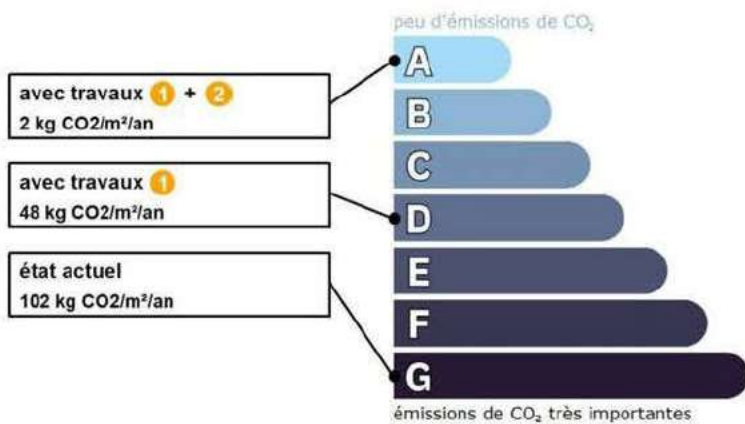 peu d'émissions de CO₂
avec travaux 1 + 2
2 kg CO2/m²/an
avec travaux 1
48 kg CO2/m²/an
état actuel
102 kg CO2/m²/an
A
B
C
D
E
F
G
émissions de CO₂ très importantes